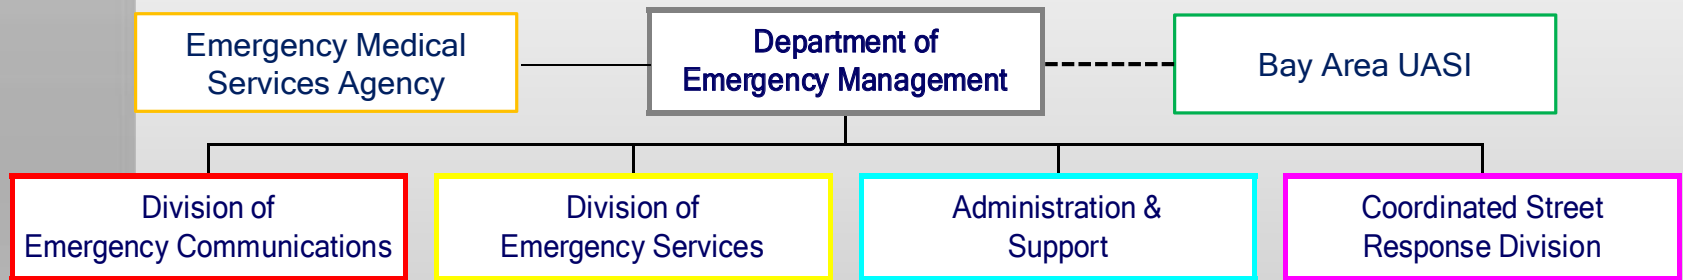 Emergency Medical
Services Agency
Department of
Emergency Management
Bay Area UASI
Division of
Emergency Communications
Division of
Emergency Services
Administration &
Support
Coordinated Street
Response Division